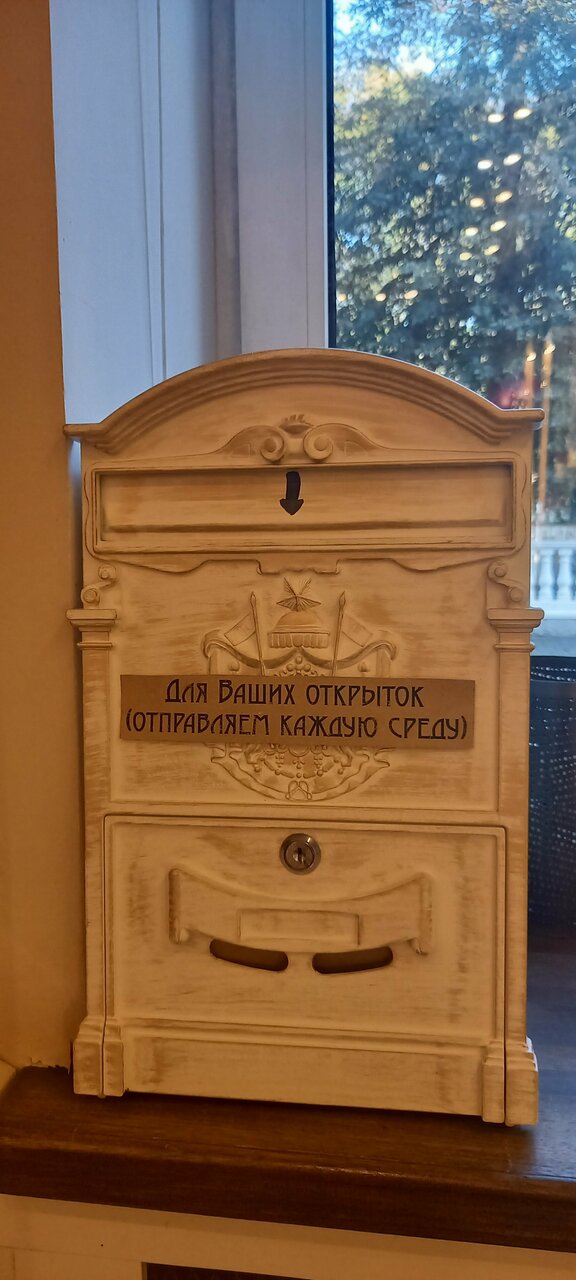 Для Ваших открыток
(отправляем каждую среду)